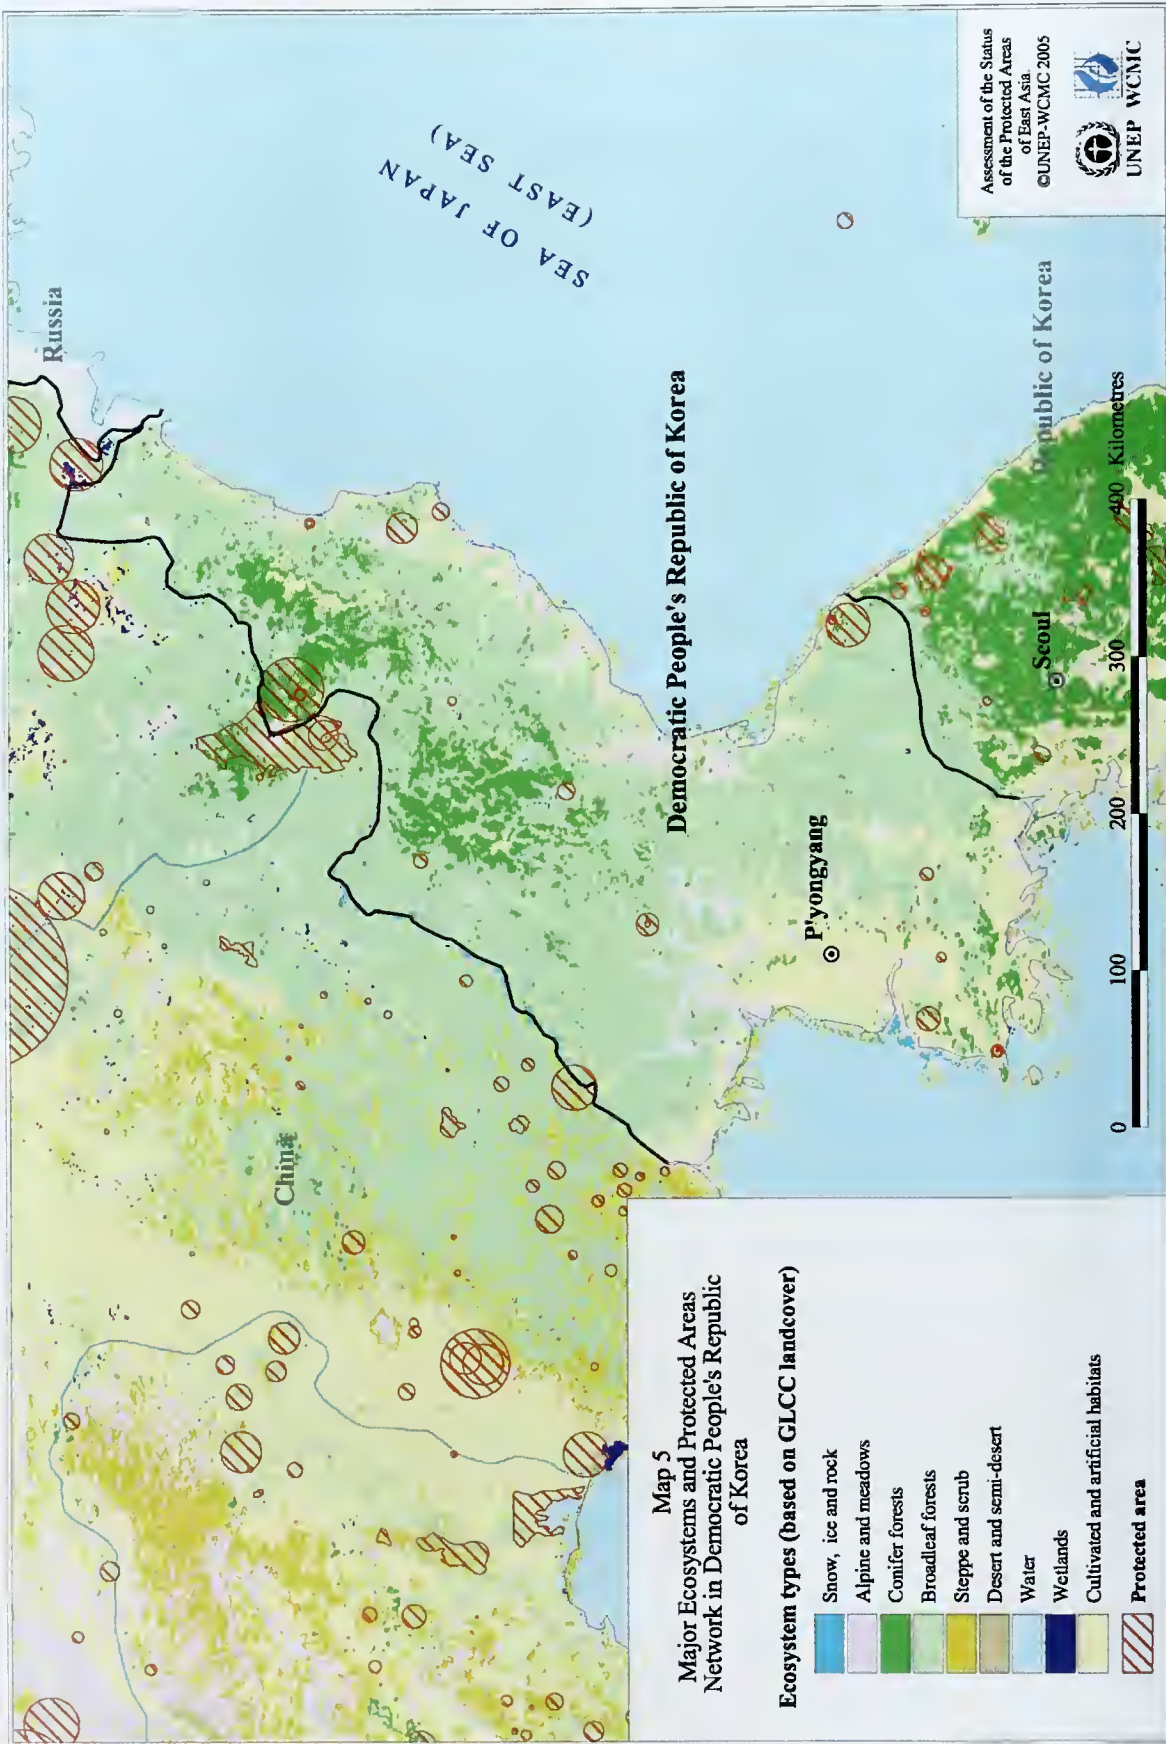 Russia
SEA OF JAPAN
(EAST SEA)
China
Democratic People's Republic of Korea
P'yongyang
Seoul
Republic of Korea
Map 5
Major Ecosystems and Protected Areas
Network in Democratic People's Republic
of Korea
Ecosystem types (based on GLCC landcover)
Snow, ice and rock
Alpine and meadows
Conifer forests
Broadleaf forests
Steppe and scrub
Desert and semi-desert
Water
Wetlands
Cultivated and artificial habitats
Protected area
0 100 200 300 400 Kilometres
Assessment of the Status
of the Protected Areas
of East Asia.
©UNEP-WCMC 2005
UNEP WCMC